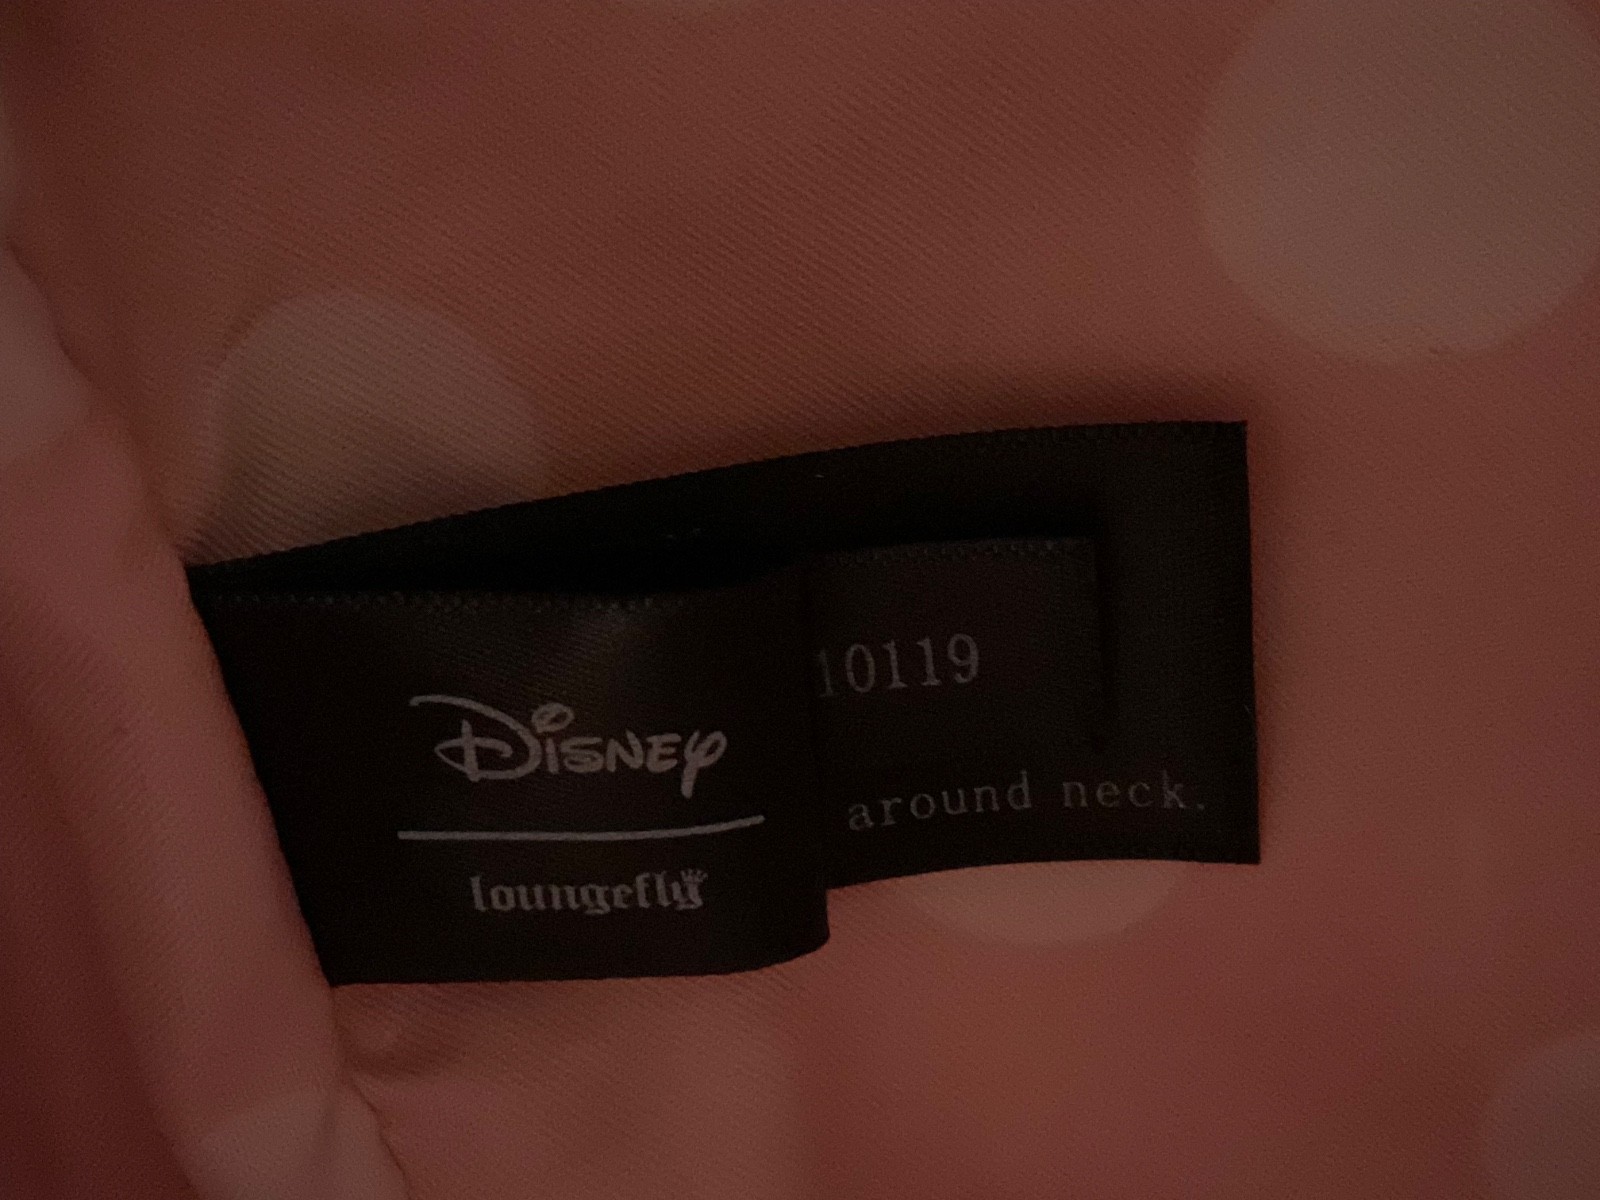 Disney
loungefly
10119
around neck.